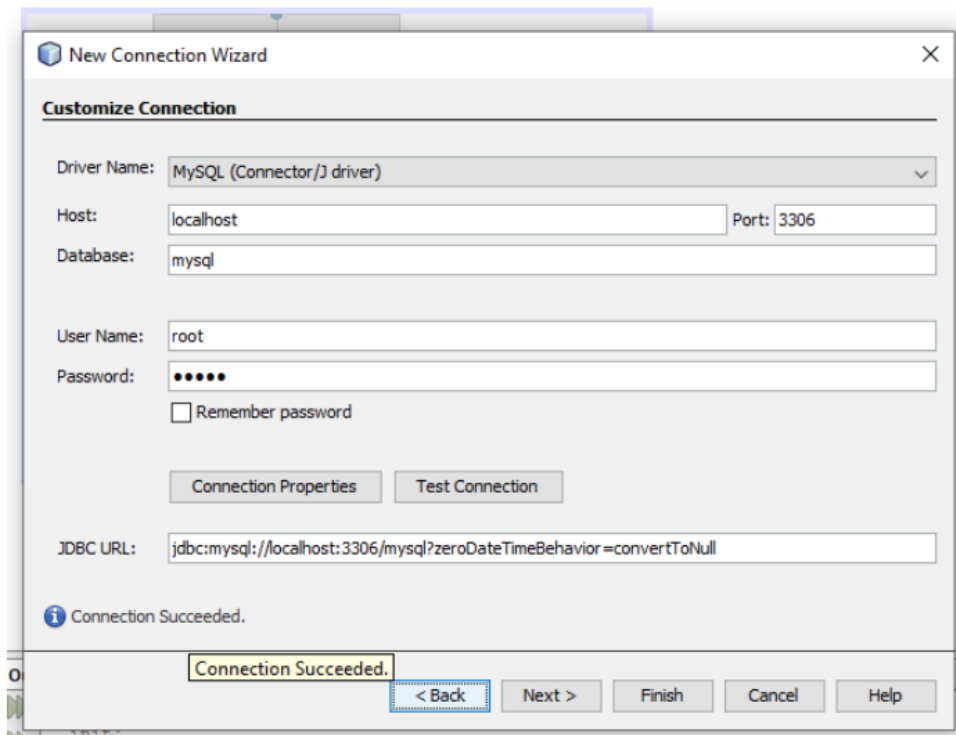 New Connection Wizard
Customize Connection
Driver Name: MySQL (Connector/J driver)
Host: localhost Port: 3306
Database: mysql
User Name: root
Password: •••••
Remember password
Connection Properties Test Connection
JDBC URL: jdbc:mysql://localhost:3306/mysql?zeroDateTimeBehavior=convertToNull
Connection Succeeded.
Connection Succeeded.
< Back Next > Finish Cancel Help